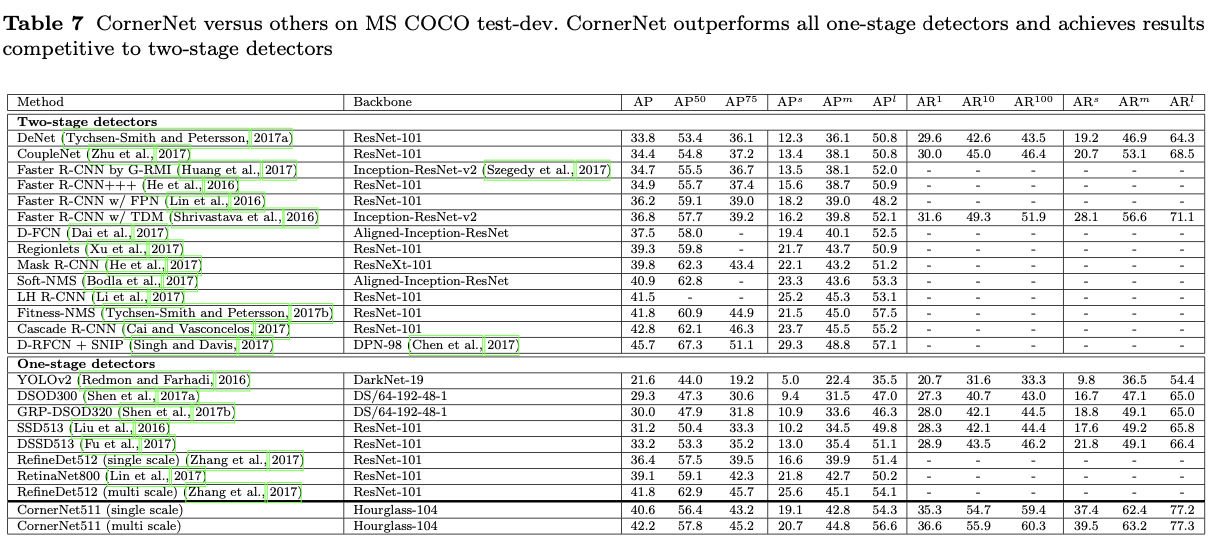 Table 7 CornerNet versus others on MS COCO test-dev. CornerNet outperforms all one-stage detectors and achieves results
competitive to two-stage detectors
Method Backbone AP AP50 AP75 APs APm APl AR1 AR10 AR100 ARs ARm ARl
Two-stage detectors
DeNet (Tychsen-Smith and Petersson, 2017a) ResNet-101 33.8 53.4 36.1 12.3 36.1 50.8 29.6 42.6 43.5 19.2 46.9 64.3
CoupleNet (Zhu et al., 2017) ResNet-101 34.4 54.8 37.2 13.4 38.1 50.8 30.0 45.0 46.4 20.7 53.1 68.5
Faster R-CNN by G-RMI (Huang et al., 2017) Inception-ResNet-v2 (Szegedy et al., 2017) 34.7 55.5 36.7 13.5 38.1 52.0 - - - - - -
Faster R-CNN+++ (He et al., 2016) ResNet-101 34.9 55.7 37.4 15.6 38.7 50.9 - - - - - -
Faster R-CNN w/ FPN (Lin et al., 2016) ResNet-101 36.2 59.1 39.0 18.2 39.0 48.2 - - - - - -
Faster R-CNN w/ TDM (Shrivastava et al., 2016) Inception-ResNet-v2 36.8 57.7 39.2 16.2 39.8 52.1 31.6 49.3 51.9 28.1 56.6 71.1
D-FCN (Dai et al., 2017) Aligned-Inception-ResNet 37.5 58.0 - 19.4 40.1 52.5 - - - - - -
Regionlets (Xu et al., 2017) ResNet-101 39.3 59.8 - 21.7 43.7 50.9 - - - - - -
Mask R-CNN (He et al., 2017) ResNeXt-101 39.8 62.3 43.4 22.1 43.2 51.2 - - - - - -
Soft-NMS (Bodla et al., 2017) Aligned-Inception-ResNet 40.9 62.8 - 23.3 43.6 53.3 - - - - - -
LH R-CNN (Li et al., 2017) ResNet-101 41.5 - - 25.2 45.3 53.1 - - - - - -
Fitness-NMS (Tychsen-Smith and Petersson, 2017b) ResNet-101 41.8 60.9 44.9 21.5 45.0 57.5 - - - - - -
Cascade R-CNN (Cai and Vasconcelos, 2017) ResNet-101 42.8 62.1 46.3 23.7 45.5 55.2 - - - - - -
D-RFCN + SNIP (Singh and Davis, 2017) DPN-98 (Chen et al., 2017) 45.7 67.3 51.1 29.3 48.8 57.1 - - - - - -
One-stage detectors
YOLOv2 (Redmon and Farhadi, 2016) DarkNet-19 21.6 44.0 19.2 5.0 22.4 35.5 20.7 31.6 33.3 9.8 36.5 54.4
DSOD300 (Shen et al., 2017a) DS/64-192-48-1 29.3 47.3 30.6 9.4 31.5 47.0 27.3 40.7 43.0 16.7 47.1 65.0
GRP-DSOD320 (Shen et al., 2017b) DS/64-192-48-1 30.0 47.9 31.8 10.9 33.6 46.3 28.0 42.1 44.5 18.8 49.1 65.0
SSD513 (Liu et al., 2016) ResNet-101 31.2 50.4 33.3 10.2 34.5 49.8 28.3 42.1 44.4 17.6 49.2 65.8
DSSD513 (Fu et al., 2017) ResNet-101 33.2 53.3 35.2 13.0 35.4 51.1 28.9 43.5 46.2 21.8 49.1 66.4
RefineDet512 (single scale) (Zhang et al., 2017) ResNet-101 36.4 57.5 39.5 16.6 39.9 51.4 - - - - - -
RetinaNet800 (Lin et al., 2017) ResNet-101 39.1 59.1 42.3 21.8 42.7 50.2 - - - - - -
RefineDet512 (multi scale) (Zhang et al., 2017) ResNet-101 41.8 62.9 45.7 25.6 45.1 54.1 - - - - - -
CornerNet511 (single scale) Hourglass-104 40.6 56.4 43.2 19.1 42.8 54.3 35.3 54.7 59.4 37.4 62.4 77.2
CornerNet511 (multi scale) Hourglass-104 42.2 57.8 45.2 20.7 44.8 56.6 36.6 55.9 60.3 39.5 63.2 77.3